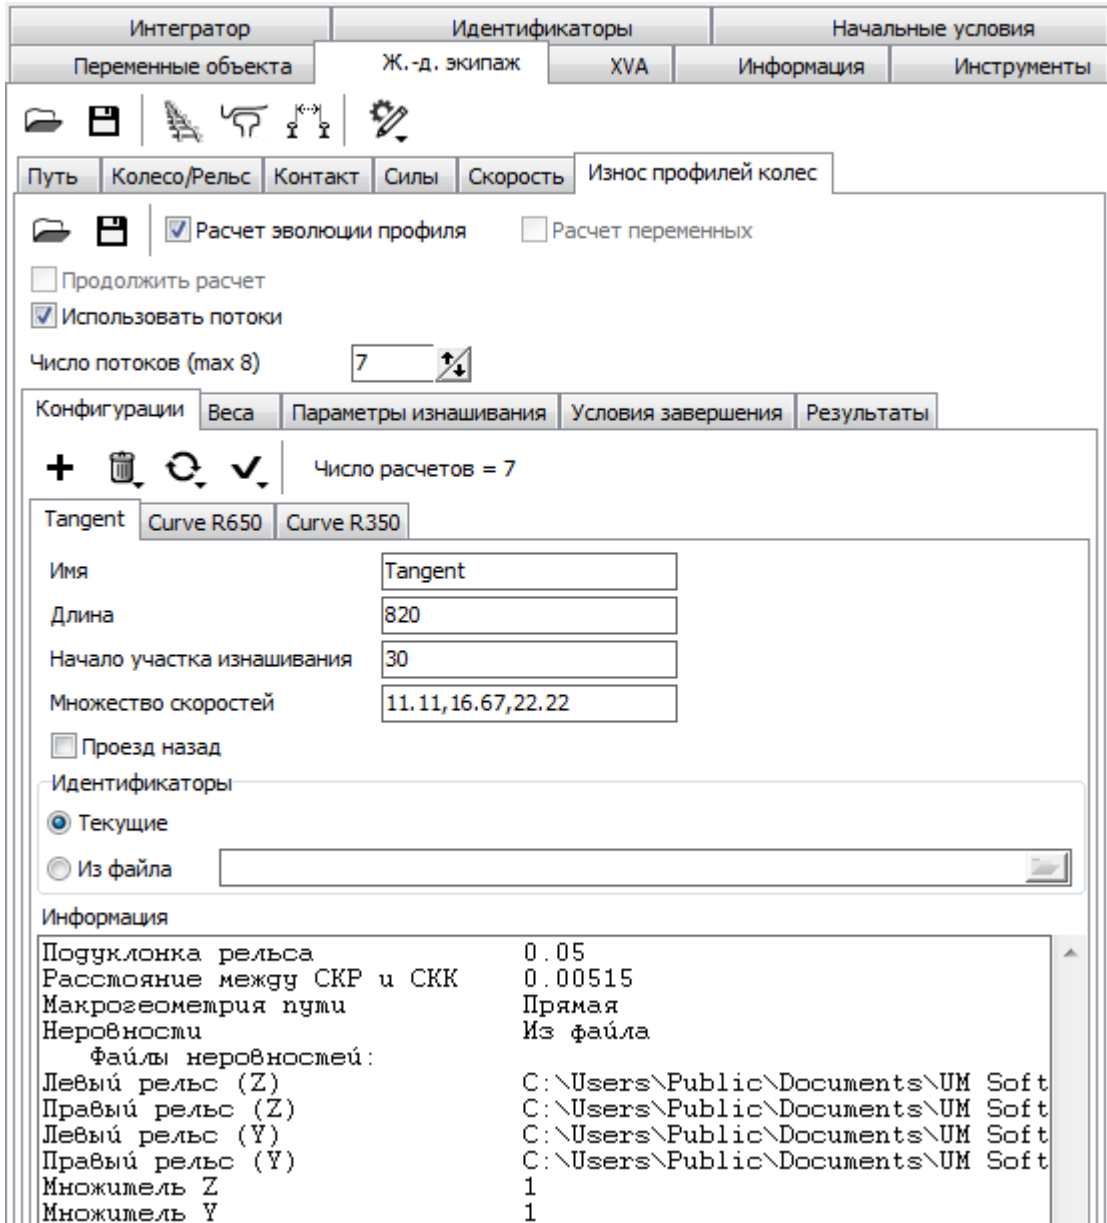 Интегратор Идентификаторы Начальные условия
Переменные объекта Ж.-д. экипаж XVA Информация Инструменты
Путь Колесо/Рельс Контакт Силы Скорость Износ профилей колес
Расчет эволюции профиля Расчет переменных
Продолжить расчет
Использовать потоки
Число потоков (max 8) 7
Конфигурации Веса Параметры изнашивания Условия завершения Результаты
Число расчетов = 7
Tangent Curve R650 Curve R350
Имя Tangent
Длина 820
Начало участка изнашивания 30
Множество скоростей 11.11,16.67,22.22
Проезд назад
Идентификаторы
Текущие
Из файла
Информация
Подуклонка рельса 0.05
Расстояние между СКР и СКК 0.00515
Макрогеометрия пути Прямая
Неровности Из файла
Файлы неровностей:
Левый рельс (Z) C:\Users\Public\Documents\UM Soft
Правый рельс (Z) C:\Users\Public\Documents\UM Soft
Левый рельс (Y) C:\Users\Public\Documents\UM Soft
Правый рельс (Y) C:\Users\Public\Documents\UM Soft
Множитель Z 1
Множитель Y 1